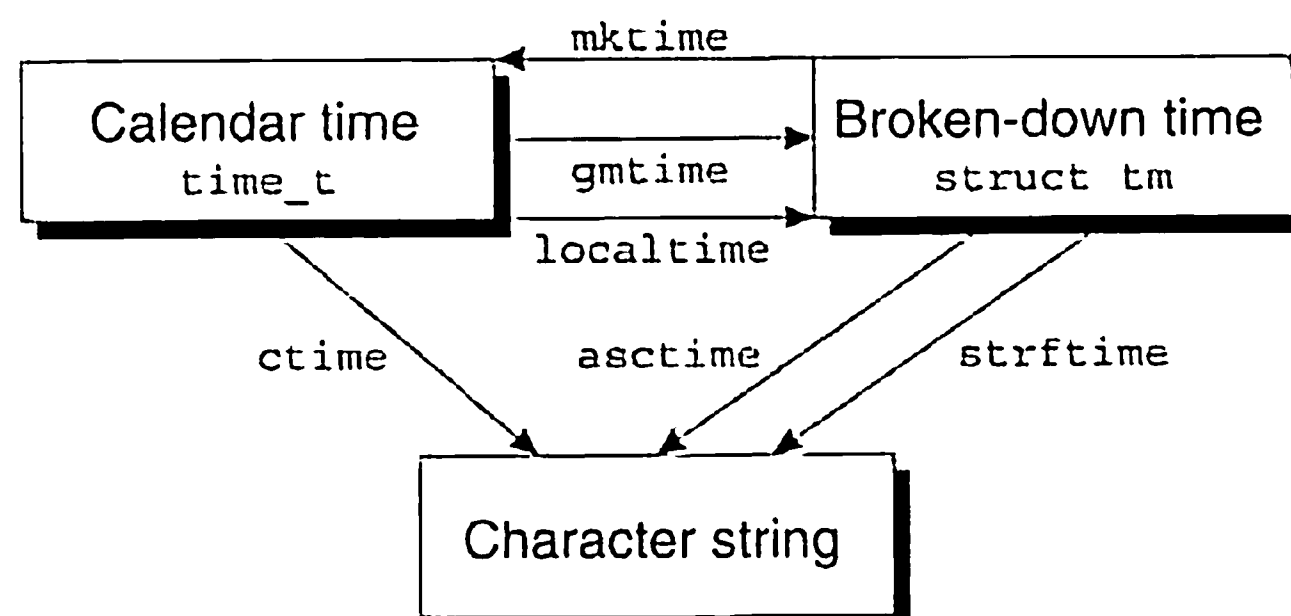 mktime
Calendar time
time_t
gmtime
localtime
Broken-down time
struct tm
ctime
asctime
strftime
Character string